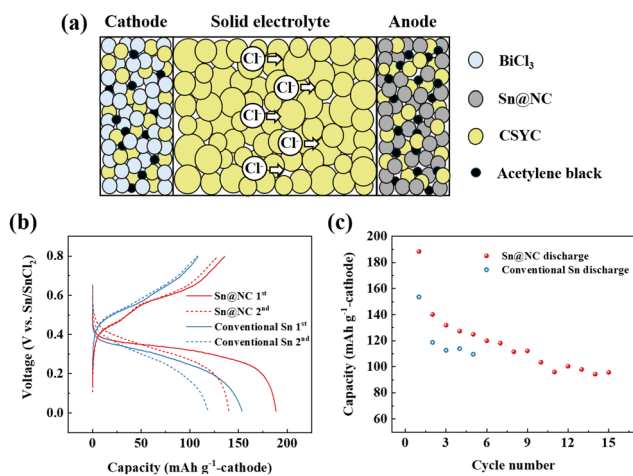 (a)
Cathode Solid electrolyte Anode
Cl⁻
Cl⁻
Cl⁻
Cl⁻
Cl⁻
BiCl₃
Sn@NC
CSYC
Acetylene black
(b)
Voltage (V vs. Sn/SnCl₂)
0.8
0.6
0.4
0.2
0.0
Sn@NC 1ˢᵗ
Sn@NC 2ⁿᵈ
Conventional Sn 1ˢᵗ
Conventional Sn 2ⁿᵈ
0 50 100 150 200
Capacity (mAh g⁻¹-cathode)
(c)
Capacity (mAh g⁻¹-cathode)
200
180
160
140
120
100
80
60
40
Sn@NC discharge
Conventional Sn discharge
0 3 6 9 12 15
Cycle number